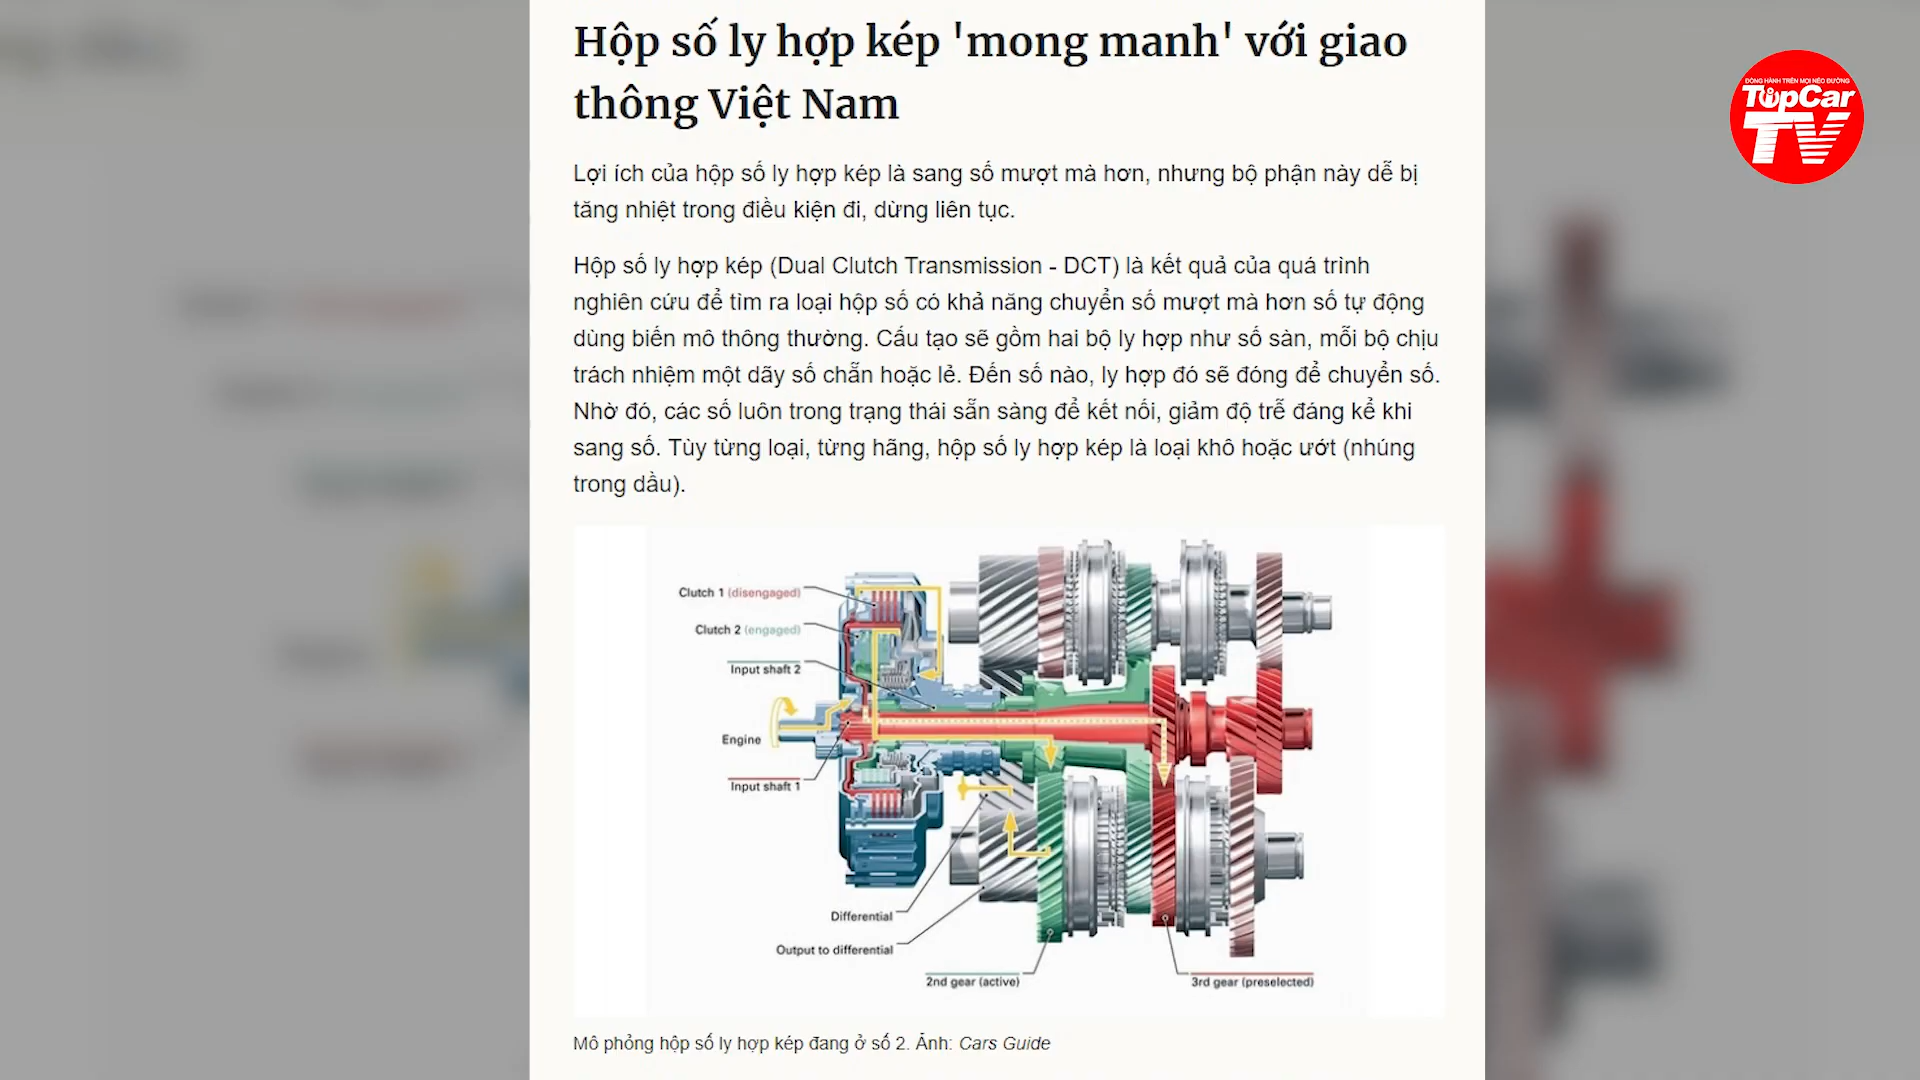 Hộp số ly hợp kép 'mong manh' với giao
thông Việt Nam
ĐỒNG HÀNH TRÊN MỌI NẺO ĐƯỜNG
TopCar
TV
Lợi ích của hộp số ly hợp kép là sang số mượt mà hơn, nhưng bộ phận này dễ bị
tăng nhiệt trong điều kiện đi, dừng liên tục.
Hộp số ly hợp kép (Dual Clutch Transmission - DCT) là kết quả của quá trình
nghiên cứu để tìm ra loại hộp số có khả năng chuyển số mượt mà hơn số tự động
dùng biến mô thông thường. Cấu tạo sẽ gồm hai bộ ly hợp như số sàn, mỗi bộ chịu
trách nhiệm một dãy số chẵn hoặc lẻ. Đến số nào, ly hợp đó sẽ đóng để chuyển số.
Nhờ đó, các số luôn trong trạng thái sẵn sàng để kết nối, giảm độ trễ đáng kể khi
sang số. Tùy từng loại, từng hãng, hộp số ly hợp kép là loại khô hoặc ướt (nhúng
trong dầu).
Clutch 1 (disengaged)
Clutch 2 (engaged)
Input shaft 2
Engine
Input shaft 1
Differential
Output to differential
2nd gear (active)
3rd gear (preselected)
Mô phỏng hộp số ly hợp kép đang ở số 2. Ảnh: Cars Guide